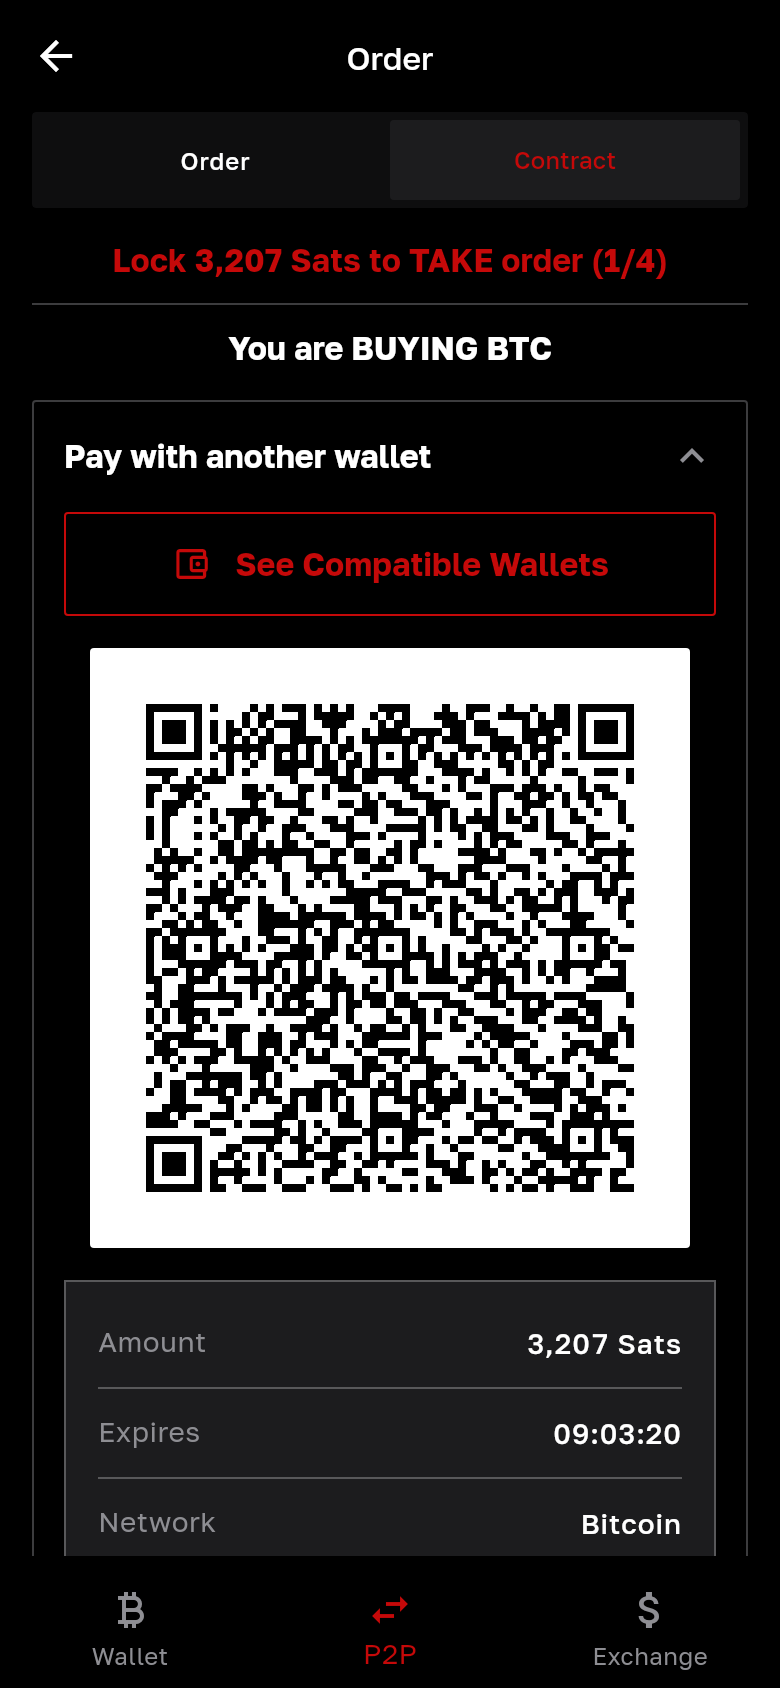 Order
Order
Contract
Lock 3,207 Sats to TAKE order (1/4)
You are BUYING BTC
Pay with another wallet
See Compatible Wallets
Amount
3,207 Sats
Expires
09:03:20
Network
Bitcoin
Wallet
P2P
Exchange